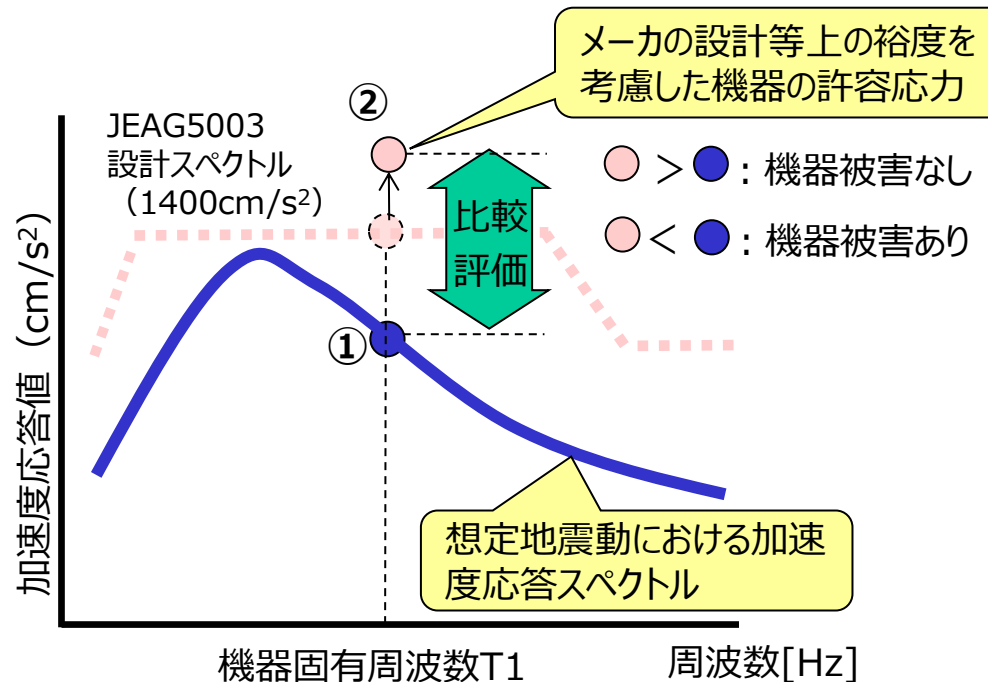 メーカの設計等上の裕度を
考慮した機器の許容応力
②
JEAG5003
設計スペクトル
（1400cm/s²）
＞ ：機器被害なし
＜ ：機器被害あり
比較
評価
①
加速度応答値（cm/s²）
想定地震動における加速
度応答スペクトル
機器固有周波数T1
周波数[Hz]